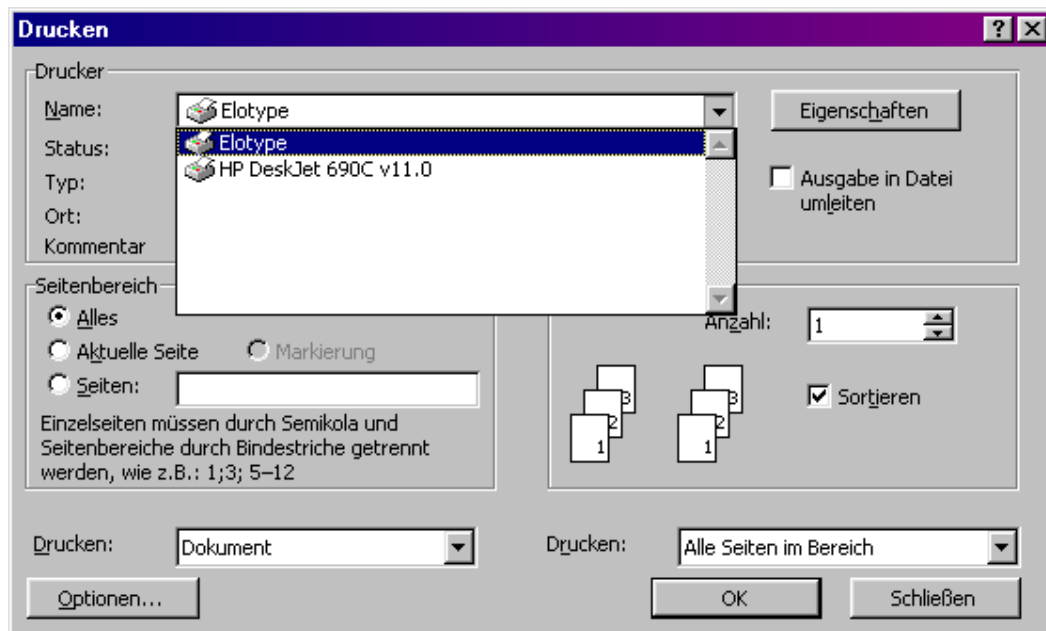 Drucken
Drucker
Name:
Elotype
Eigenschaften
Elotype
Status:
HP DeskJet 690C v11.0
Typ:
Ausgabe in Datei
umleiten
Ort:
Kommentar
Seitenbereich
Alles
Anzahl:
1
Aktuelle Seite
Markierung
Seiten:
3
2
1
3
2
1
Sortieren
Einzelseiten müssen durch Semikola und
Seitenbereiche durch Bindestriche getrennt
werden, wie z.B.: 1;3; 5–12
Drucken:
Dokument
Drucken:
Alle Seiten im Bereich
Optionen...
OK
Schließen